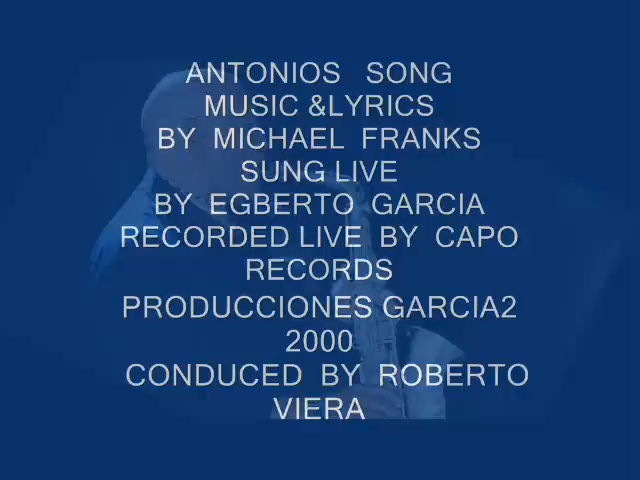 ANTONIOS SONG
MUSIC &LYRICS
BY MICHAEL FRANKS
SUNG LIVE
BY EGBERTO GARCIA
RECORDED LIVE BY CAPO
RECORDS
PRODUCCIONES GARCIA2
2000
CONDUCED BY ROBERTO
VIERA